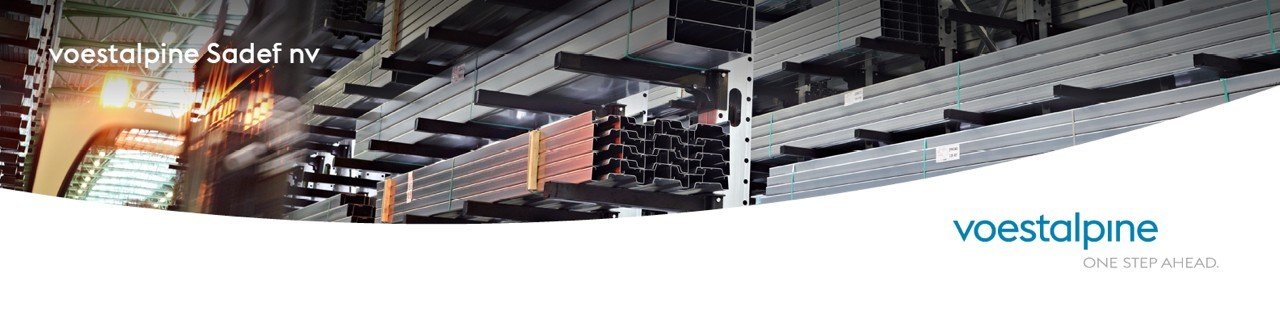 voestalpine Sadef nv
voestalpine
ONE STEP AHEAD.